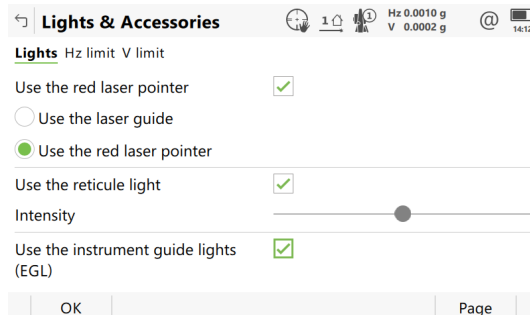 Lights & Accessories
1
1
Hz 0.0010 g
V 0.0002 g
@
14:12
Lights Hz limit V limit
Use the red laser pointer
Use the laser guide
Use the red laser pointer
Use the reticule light
Intensity
Use the instrument guide lights
(EGL)
OK Page